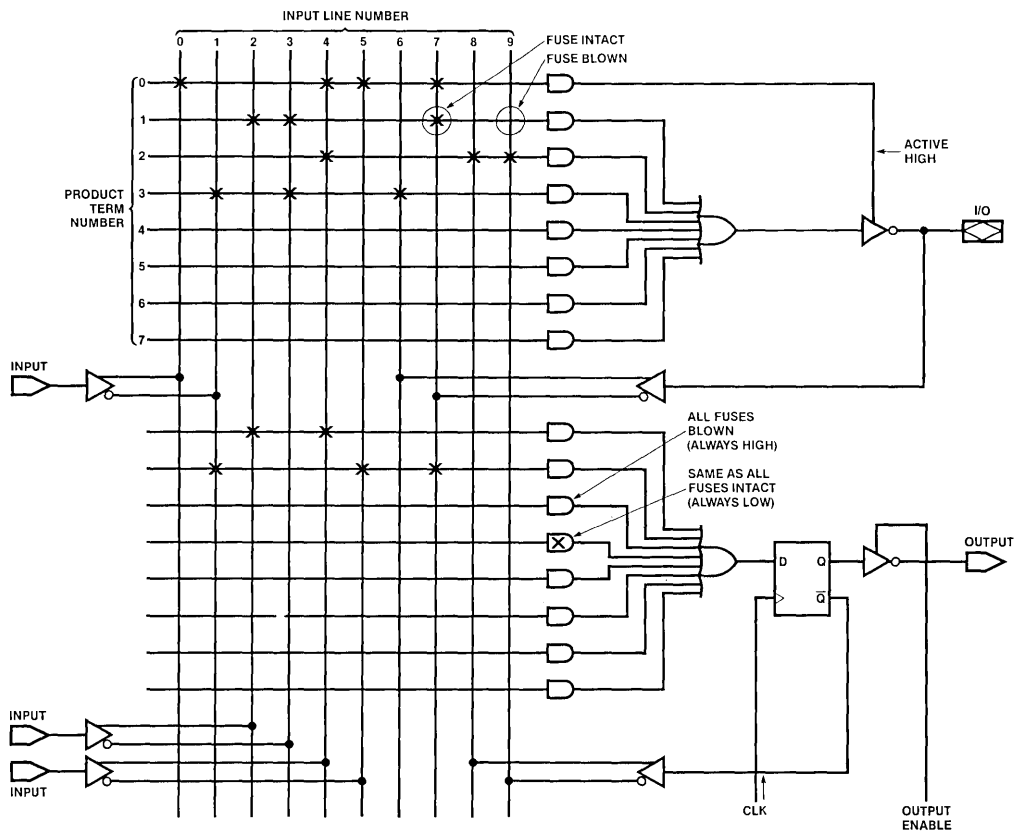 INPUT LINE NUMBER
0 1 2 3 4 5 6 7 8 9
FUSE INTACT
FUSE BLOWN
0
1
2
3
4
5
6
7
PRODUCT
TERM
NUMBER
ACTIVE
HIGH
I/O
INPUT
ALL FUSES
BLOWN
(ALWAYS HIGH)
SAME AS ALL
FUSES INTACT
(ALWAYS LOW)
D Q
Q̅
OUTPUT
INPUT
INPUT
CLK
OUTPUT
ENABLE